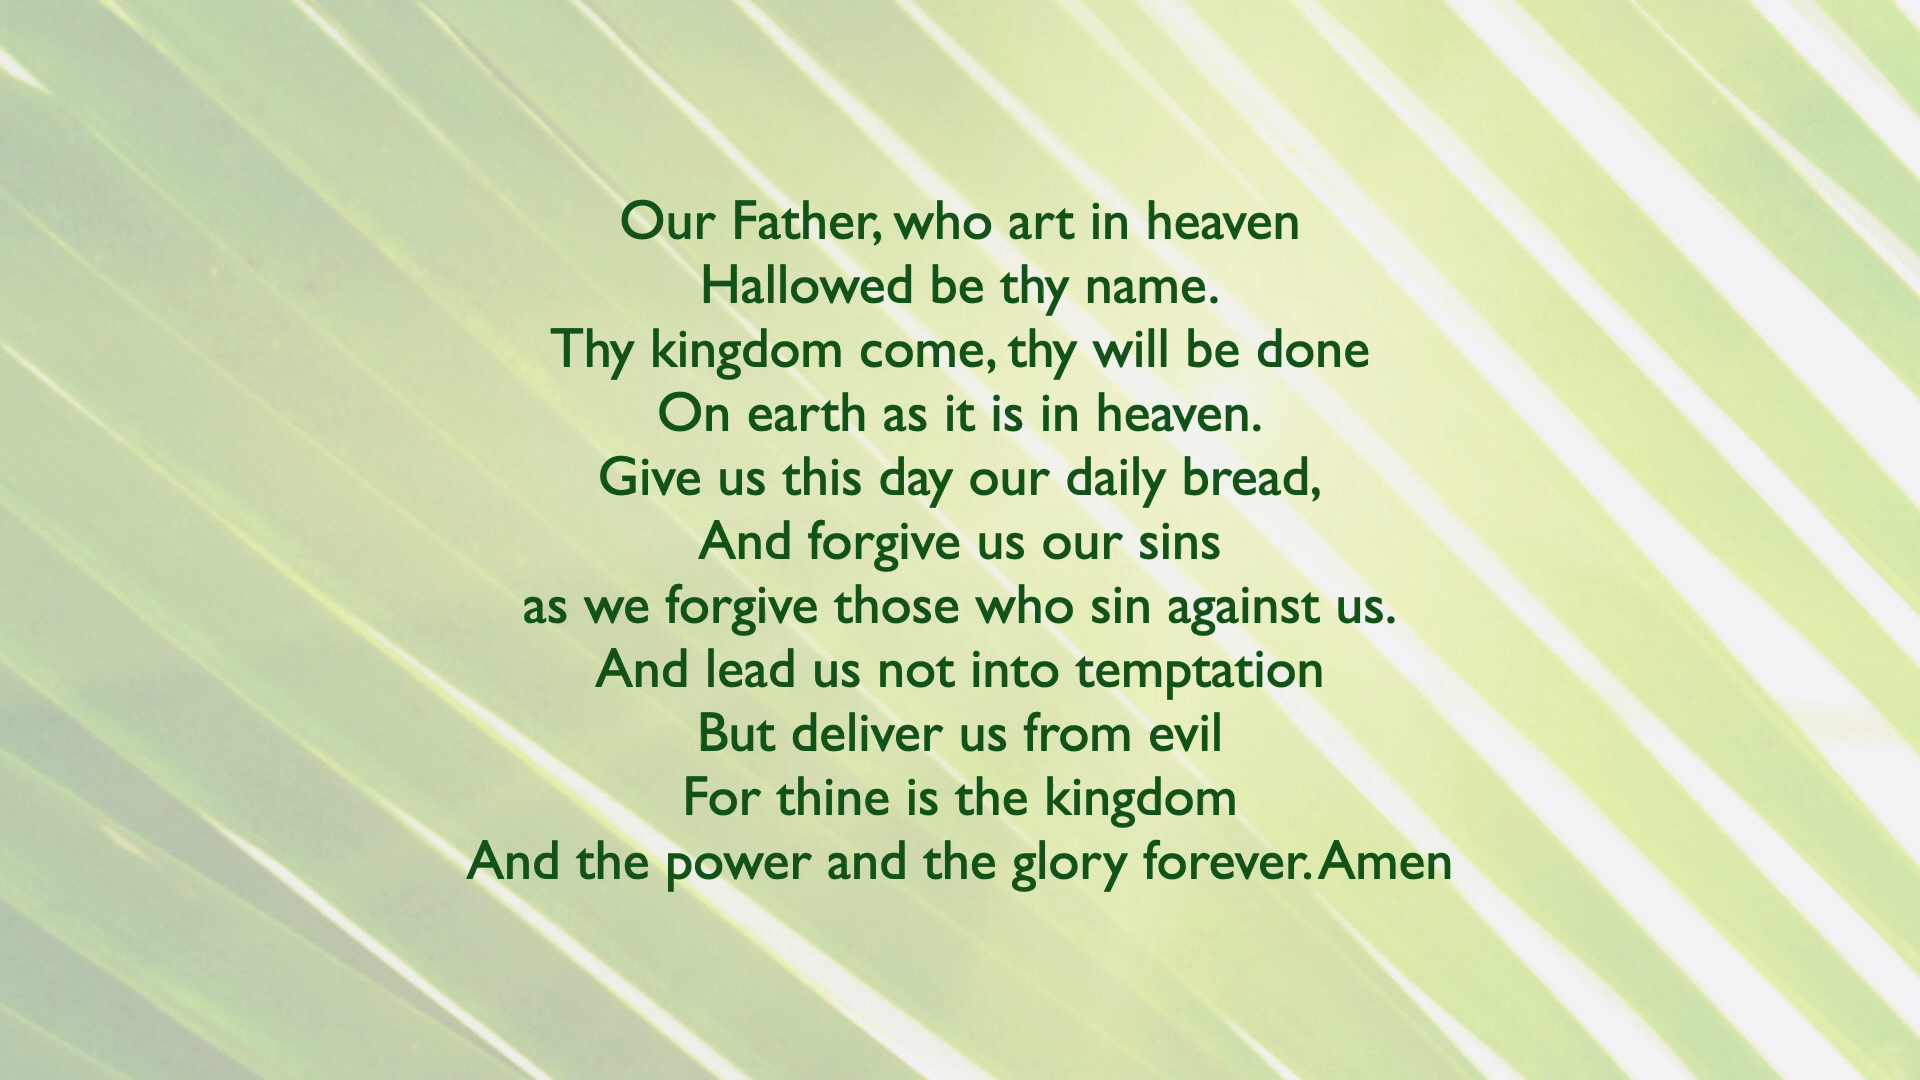 Our Father, who art in heaven
Hallowed be thy name.
Thy kingdom come, thy will be done
On earth as it is in heaven.
Give us this day our daily bread,
And forgive us our sins
as we forgive those who sin against us.
And lead us not into temptation
But deliver us from evil
For thine is the kingdom
And the power and the glory forever. Amen